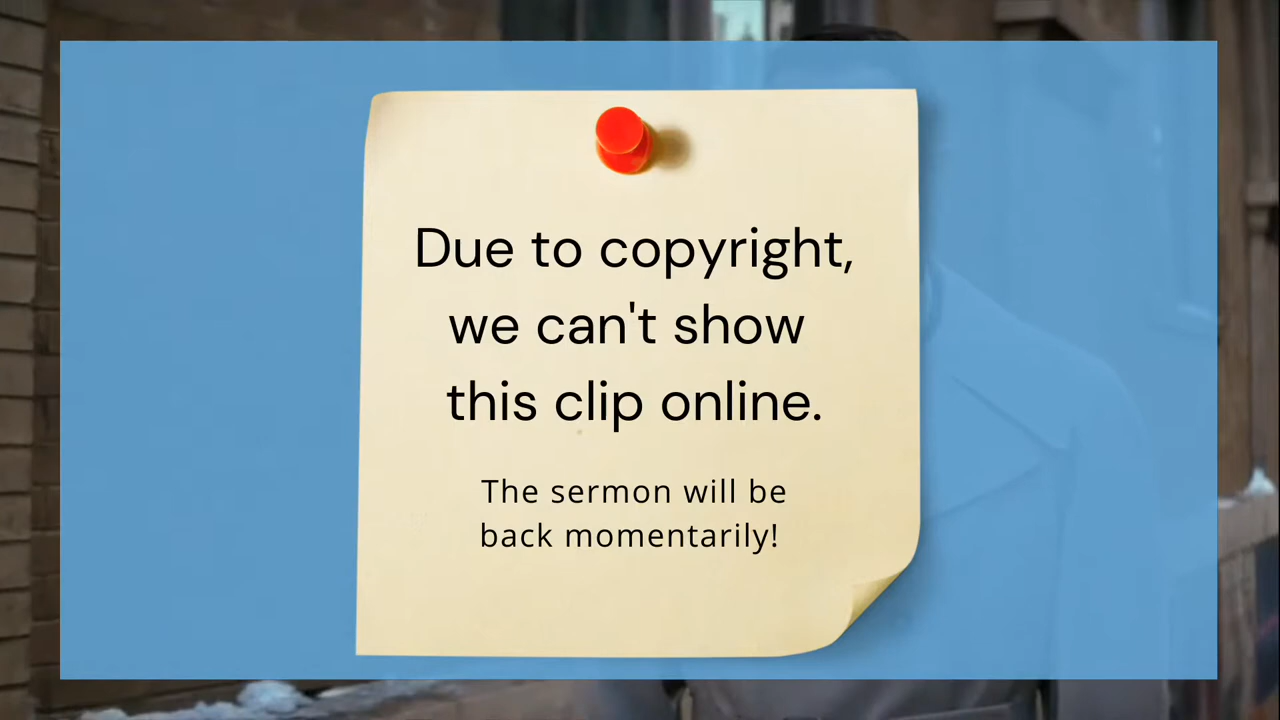 Due to copyright,
we can't show
this clip online.
The sermon will be
back momentarily!